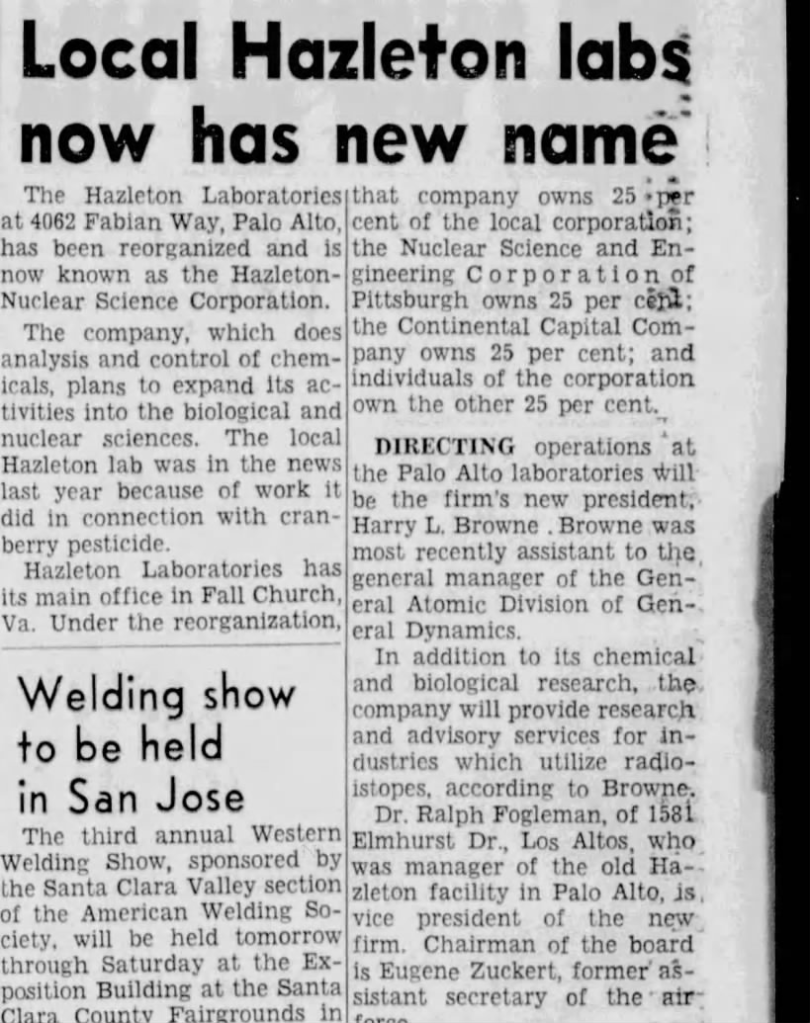 Local Hazleton labs
now has new name
The Hazleton Laboratories
at 4062 Fabian Way, Palo Alto,
has been reorganized and is
now known as the Hazleton-
Nuclear Science Corporation.
The company, which does
analysis and control of chem-
icals, plans to expand its ac-
tivities into the biological and
nuclear sciences. The local
Hazleton lab was in the news
last year because of work it
did in connection with cran-
berry pesticide.
Hazleton Laboratories has
its main office in Fall Church,
Va. Under the reorganization,
that company owns 25 per
cent of the local corporation;
the Nuclear Science and En-
gineering Corporation of
Pittsburgh owns 25 per cent;
the Continental Capital Com-
pany owns 25 per cent; and
individuals of the corporation
own the other 25 per cent.
DIRECTING operations at
the Palo Alto laboratories will
be the firm's new president,
Harry L. Browne . Browne was
most recently assistant to the
general manager of the Gen-
eral Atomic Division of Gen-
eral Dynamics.
In addition to its chemical
and biological research, the
company will provide research
and advisory services for in-
dustries which utilize radio-
istopes, according to Browne.
Dr. Ralph Fogleman, of 1581
Elmhurst Dr., Los Altos, who
was manager of the old Ha-
zleton facility in Palo Alto, is
vice president of the new
firm. Chairman of the board
is Eugene Zuckert, former as-
sistant secretary of the air
force.
Welding show
to be held
in San Jose
The third annual Western
Welding Show, sponsored by
the Santa Clara Valley section
of the American Welding So-
ciety, will be held tomorrow
through Saturday at the Ex-
position Building at the Santa
Clara County Fairgrounds in